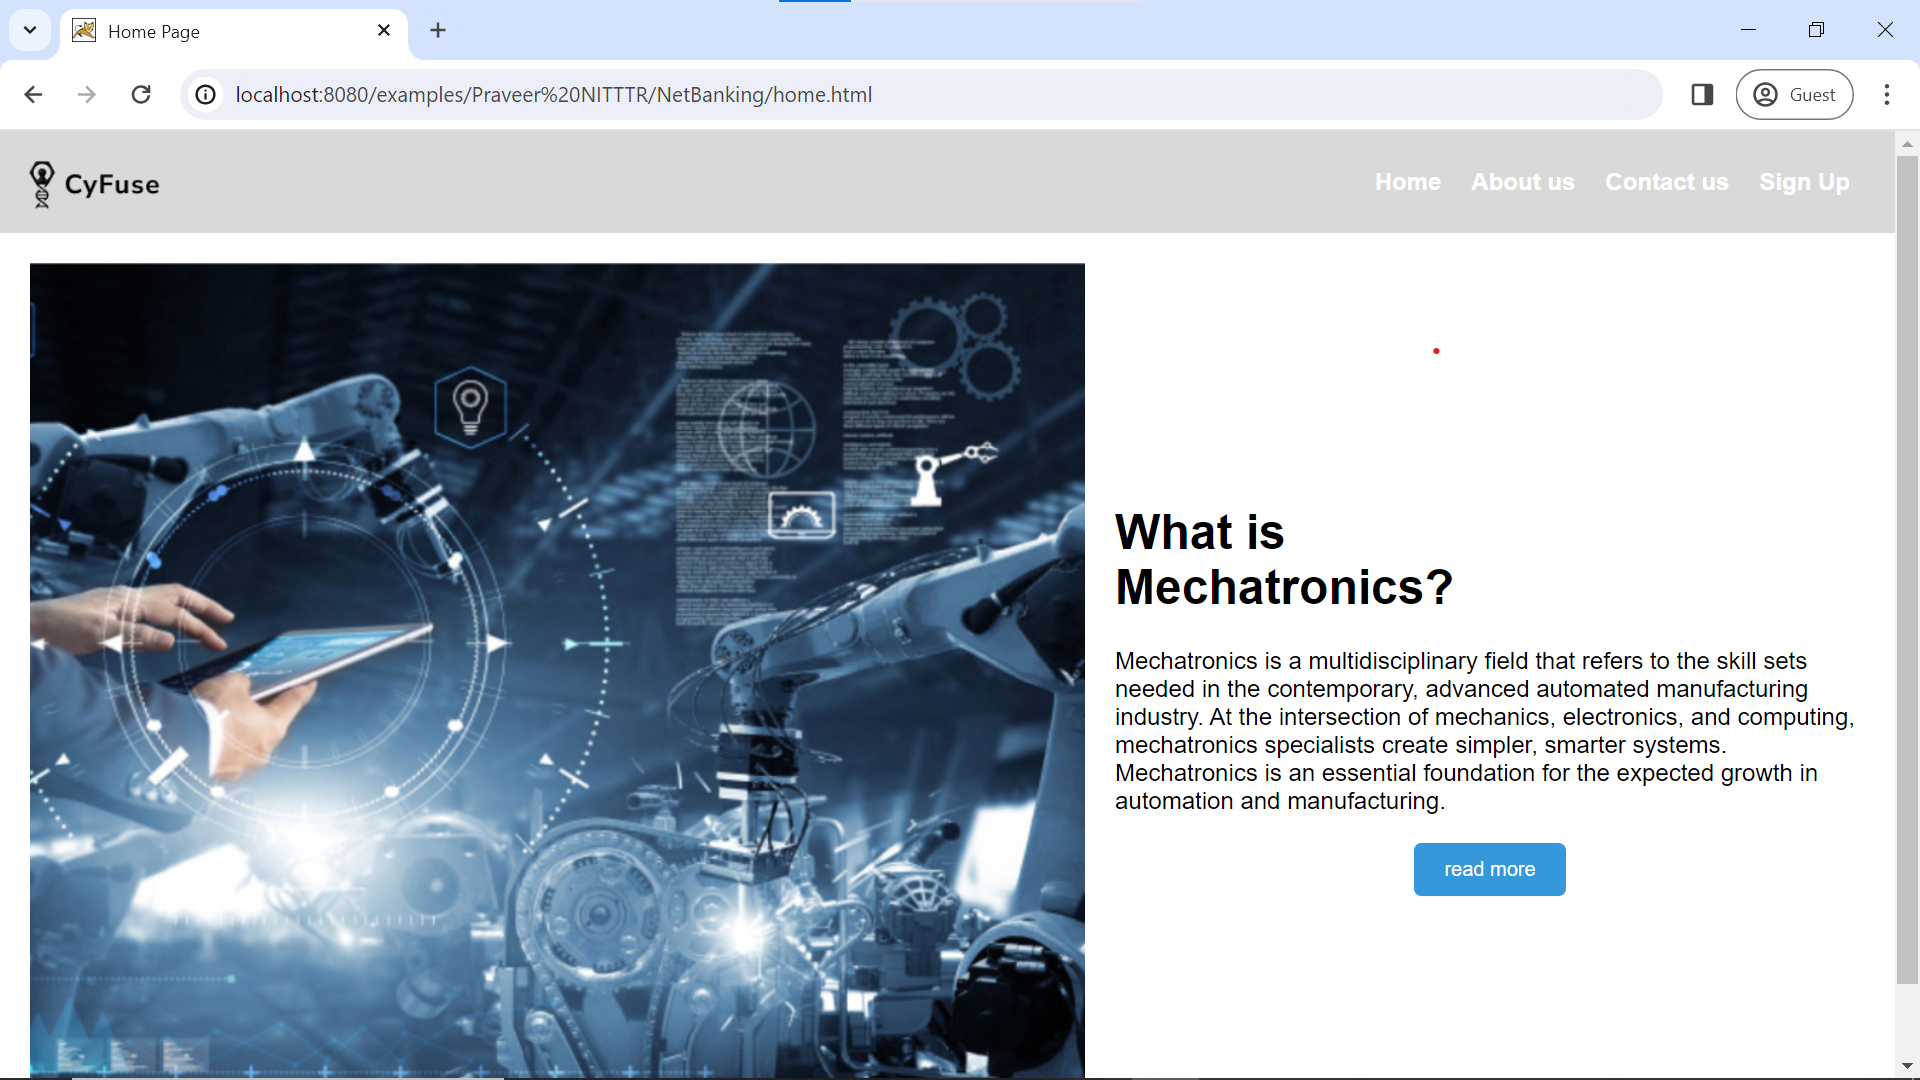 Home Page
localhost:8080/examples/Praveer%20NITTTR/NetBanking/home.html
Guest
CyFuse
Home About us Contact us Sign Up
What is
Mechatronics?
Mechatronics is a multidisciplinary field that refers to the skill sets
needed in the contemporary, advanced automated manufacturing
industry. At the intersection of mechanics, electronics, and computing,
mechatronics specialists create simpler, smarter systems.
Mechatronics is an essential foundation for the expected growth in
automation and manufacturing.
read more